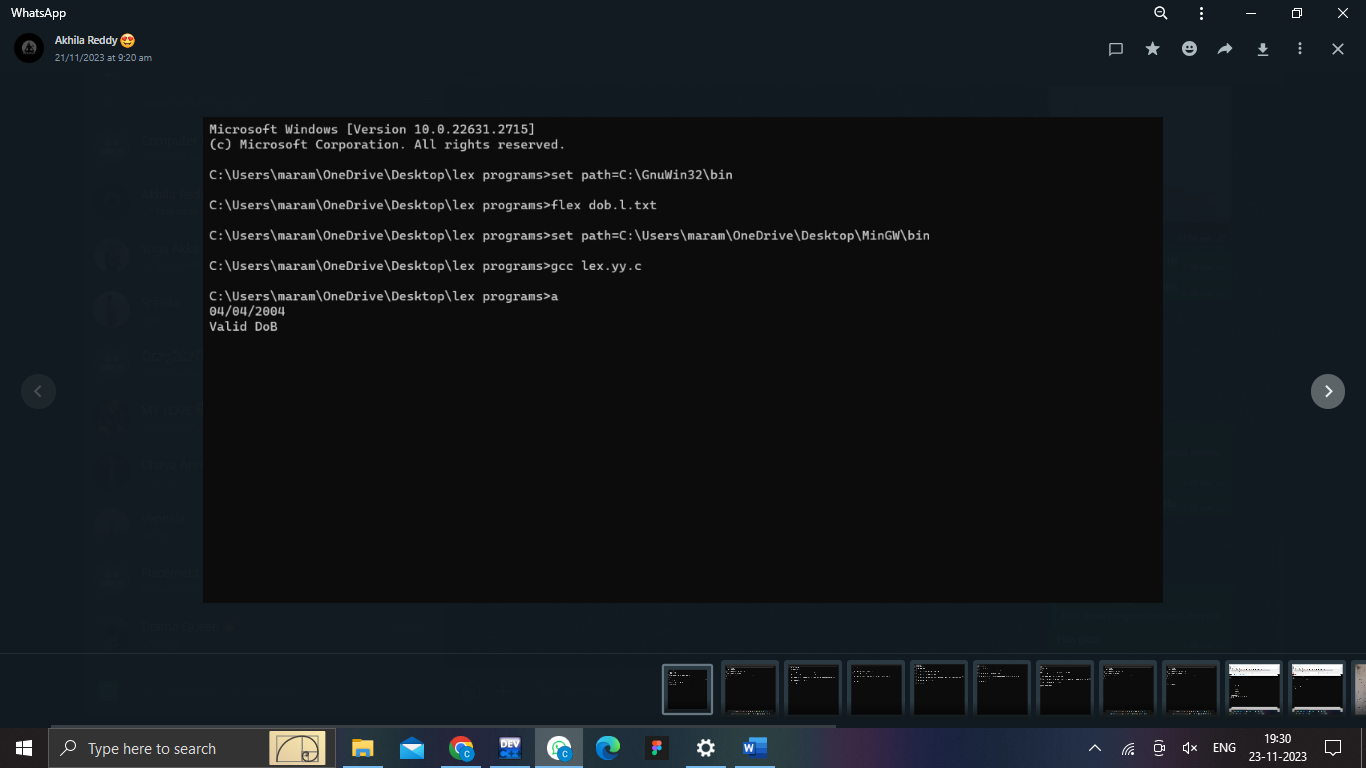 WhatsApp
Akhila Reddy 😍
21/11/2023 at 9:20 am
Microsoft Windows [Version 10.0.22631.2715]
(c) Microsoft Corporation. All rights reserved.
C:\Users\maram\OneDrive\Desktop\lex programs>set path=C:\GnuWin32\bin
C:\Users\maram\OneDrive\Desktop\lex programs>flex dob.l.txt
C:\Users\maram\OneDrive\Desktop\lex programs>set path=C:\Users\maram\OneDrive\Desktop\MinGW\bin
C:\Users\maram\OneDrive\Desktop\lex programs>gcc lex.yy.c
C:\Users\maram\OneDrive\Desktop\lex programs>a
04/04/2004
Valid DoB
Type here to search
DEV
ENG
19:30
23-11-2023